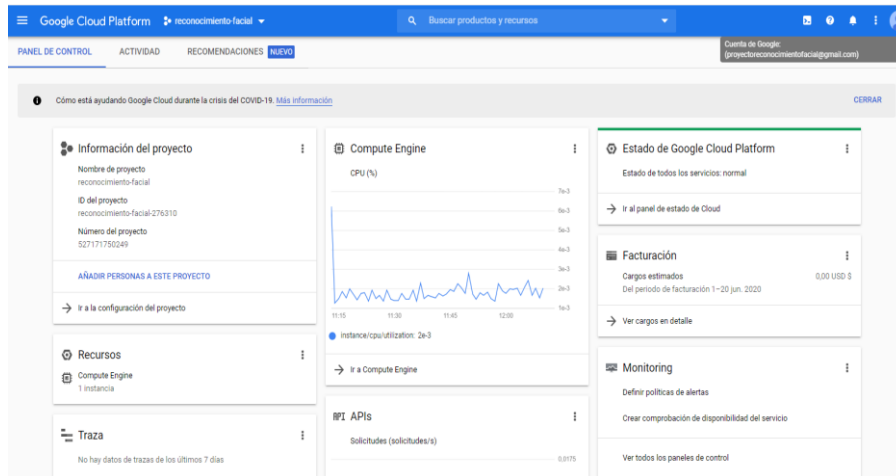 Google Cloud Platform
reconocimiento-facial
Buscar productos y recursos
PANEL DE CONTROL
ACTIVIDAD
RECOMENDACIONES NUEVO
Cuenta de Google:
(proyectoreconocimientofacial@gmail.com)
Cómo está ayudando Google Cloud durante la crisis del COVID-19. Más información
CERRAR
Información del proyecto
Nombre de proyecto
reconocimiento-facial
ID del proyecto
reconocimiento-facial-276310
Número del proyecto
527171750249
AÑADIR PERSONAS A ESTE PROYECTO
Ir a la configuración del proyecto
Recursos
Compute Engine
1 instancia
Traza
No hay datos de trazas de los últimos 7 días
Compute Engine
CPU (%)
7e-3
6e-3
5e-3
4e-3
3e-3
2e-3
1e-3
11:15
11:30
11:45
12:00
instance/cpu/utilization: 2e-3
Ir a Compute Engine
API APIs
Solicitudes (solicitudes/s)
0,0175
Estado de Google Cloud Platform
Estado de todos los servicios: normal
Ir al panel de estado de Cloud
Facturación
Cargos estimados
0,00 USD $
Del periodo de facturación 1–20 jun. 2020
Ver cargos en detalle
Monitoring
Definir políticas de alertas
Crear comprobación de disponibilidad del servicio
Ver todos los paneles de control